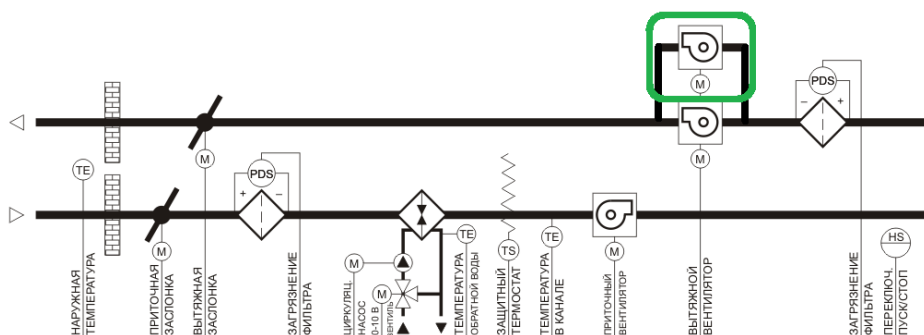 M
PDS
- +
M
M
TE
M
PDS
+ -
M
TE
TS
TE
M
M
M
HS
НАРУЖНАЯ
ТЕМПЕРАТУРА
ПРИТОЧНАЯ
ЗАСЛОНКА
ВЫТЯЖНАЯ
ЗАСЛОНКА
ЗАГРЯЗНЕНИЕ
ФИЛЬТРА
ЦИРКУЛЯЦ.
НАСОС
0-10 В
ТЕМПЕРАТУРА
ОБРАТНОЙ ВОДЫ
ЗАЩИТНЫЙ
ТЕРМОСТАТ
ТЕМПЕРАТУРА
В КАНАЛЕ
ПРИТОЧНЫЙ
ВЕНТИЛЯТОР
ВЫТЯЖНОЙ
ВЕНТИЛЯТОР
ЗАГРЯЗНЕНИЕ
ФИЛЬТРА
ПЕРЕКЛЮЧ.
ПУСК/СТОП